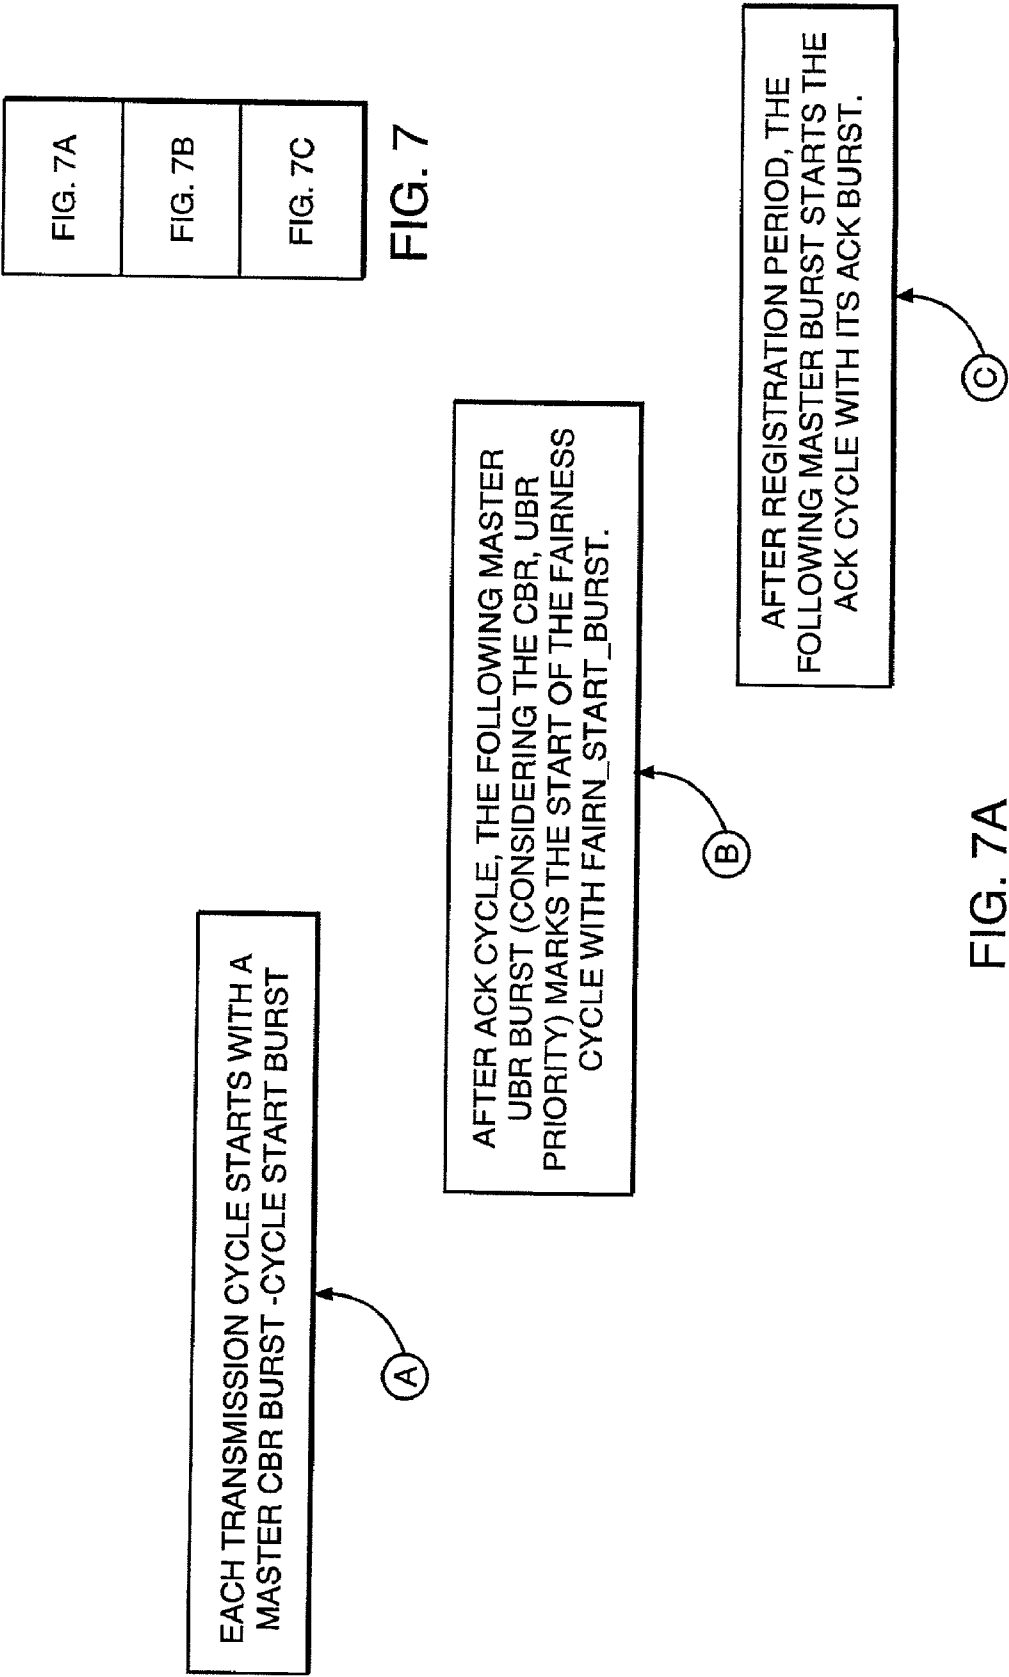 FIG. 7A
FIG. 7B
FIG. 7C
FIG. 7
EACH TRANSMISSION CYCLE STARTS WITH A
MASTER CBR BURST -CYCLE START BURST
A
AFTER ACK CYCLE, THE FOLLOWING MASTER
UBR BURST (CONSIDERING THE CBR, UBR
PRIORITY) MARKS THE START OF THE FAIRNESS
CYCLE WITH FAIRN_START_BURST.
B
AFTER REGISTRATION PERIOD, THE
FOLLOWING MASTER BURST STARTS THE
ACK CYCLE WITH ITS ACK BURST.
C
FIG. 7A